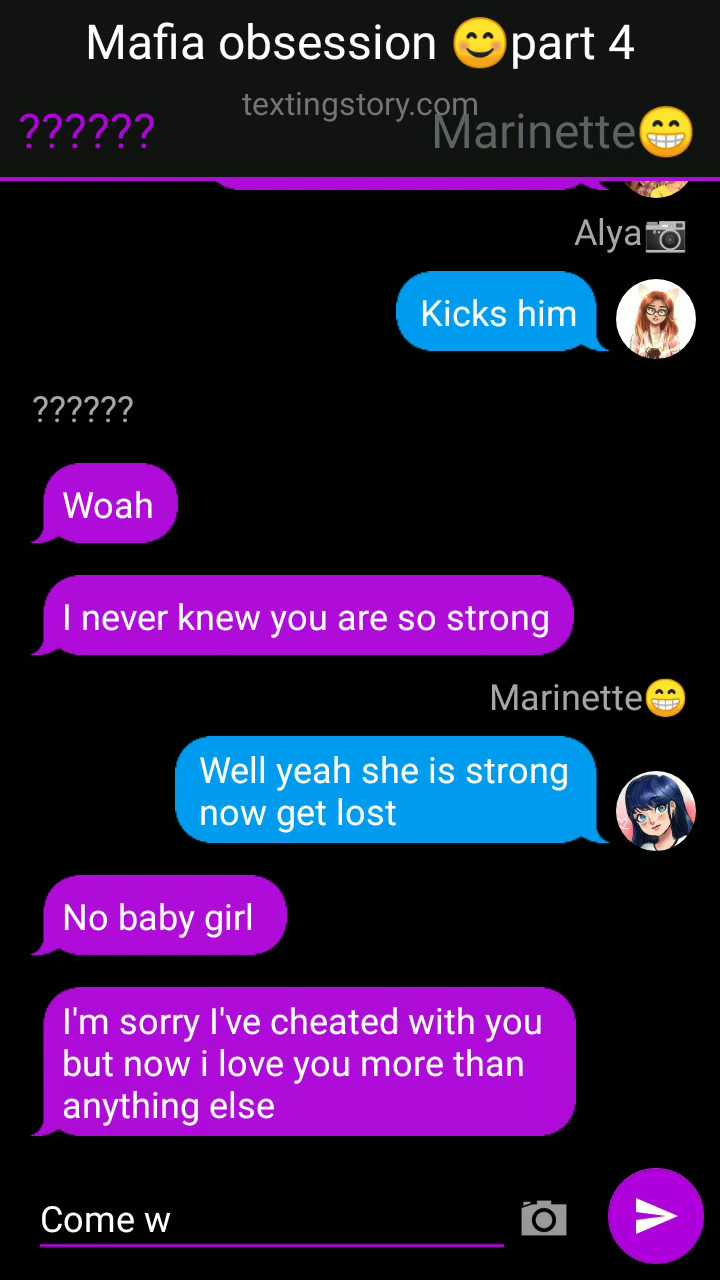 Mafia obsession 😊part 4
textingstory.com
??????
Marinette😁
Alya📷
Kicks him
??????
Woah
I never knew you are so strong
Marinette😁
Well yeah she is strong
now get lost
No baby girl
I'm sorry I've cheated with you
but now i love you more than
anything else
Come w